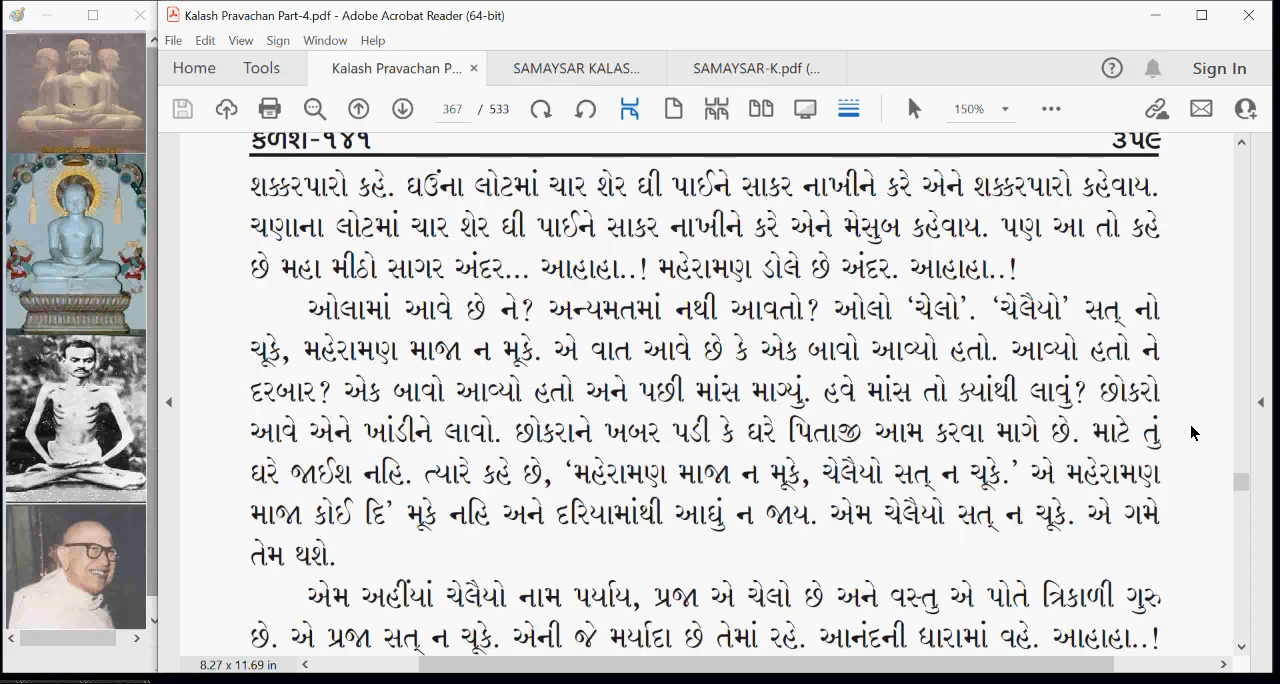 Kalash Pravachan Part-4.pdf - Adobe Acrobat Reader (64-bit)
File Edit View Sign Window Help
Home Tools Kalash Pravachan P... × SAMAYSAR KALAS... SAMAYSAR-K.pdf (... Sign In
367 / 533 150%
કળશ-૧૪૧ ૩૫૯
શક્કરપારો કહે. ઘઉંના લોટમાં ચાર શેર ઘી પાઈને સાકર નાખીને કરે એને શક્કરપારો કહેવાય.
ચણાના લોટમાં ચાર શેર ઘી પાઈને સાકર નાખીને કરે એને મેસુબ કહેવાય. પણ આ તો કહે
છે મહા મીઠો સાગર અંદર... આહાહા..! મહેરામણ ડોલે છે અંદર. આહાહા..!
ઓલામાં આવે છે ને? અન્યમતમાં નથી આવતો? ઓલો ‘ચેલો’. ‘ચેલૈયો’ સત્ નો
ચૂકે, મહેરામણ માજા ન મૂકે. એ વાત આવે છે કે એક બાવો આવ્યો હતો. આવ્યો હતો ને
દરબાર? એક બાવો આવ્યો હતો અને પછી માંસ માગ્યું. હવે માંસ તો ક્યાંથી લાવું? છોકરો
આવે એને ખાંડીને લાવો. છોકરાને ખબર પડી કે ઘરે પિતાજી આમ કરવા માગે છે. માટે તું
ઘરે જાઈશ નહિ. ત્યારે કહે છે, ‘મહેરામણ માજા ન મૂકે, ચેલૈયો સત્ ન ચૂકે.’ એ મહેરામણ
માજા કોઈ દિ’ મૂકે નહિ અને દરિયામાંથી આઘું ન જાય. એમ ચેલૈયો સત્ ન ચૂકે. એ ગમે
તેમ થશે.
એમ અહીંયાં ચેલૈયો નામ પર્યાય, પ્રજા એ ચેલો છે અને વસ્તુ એ પોતે ત્રિકાળી ગુરુ
છે. એ પ્રજા સત્ ન ચૂકે. એની જે મર્યાદા છે તેમાં રહે. આનંદની ધારામાં વહે. આહાહા..!
8.27 x 11.69 in